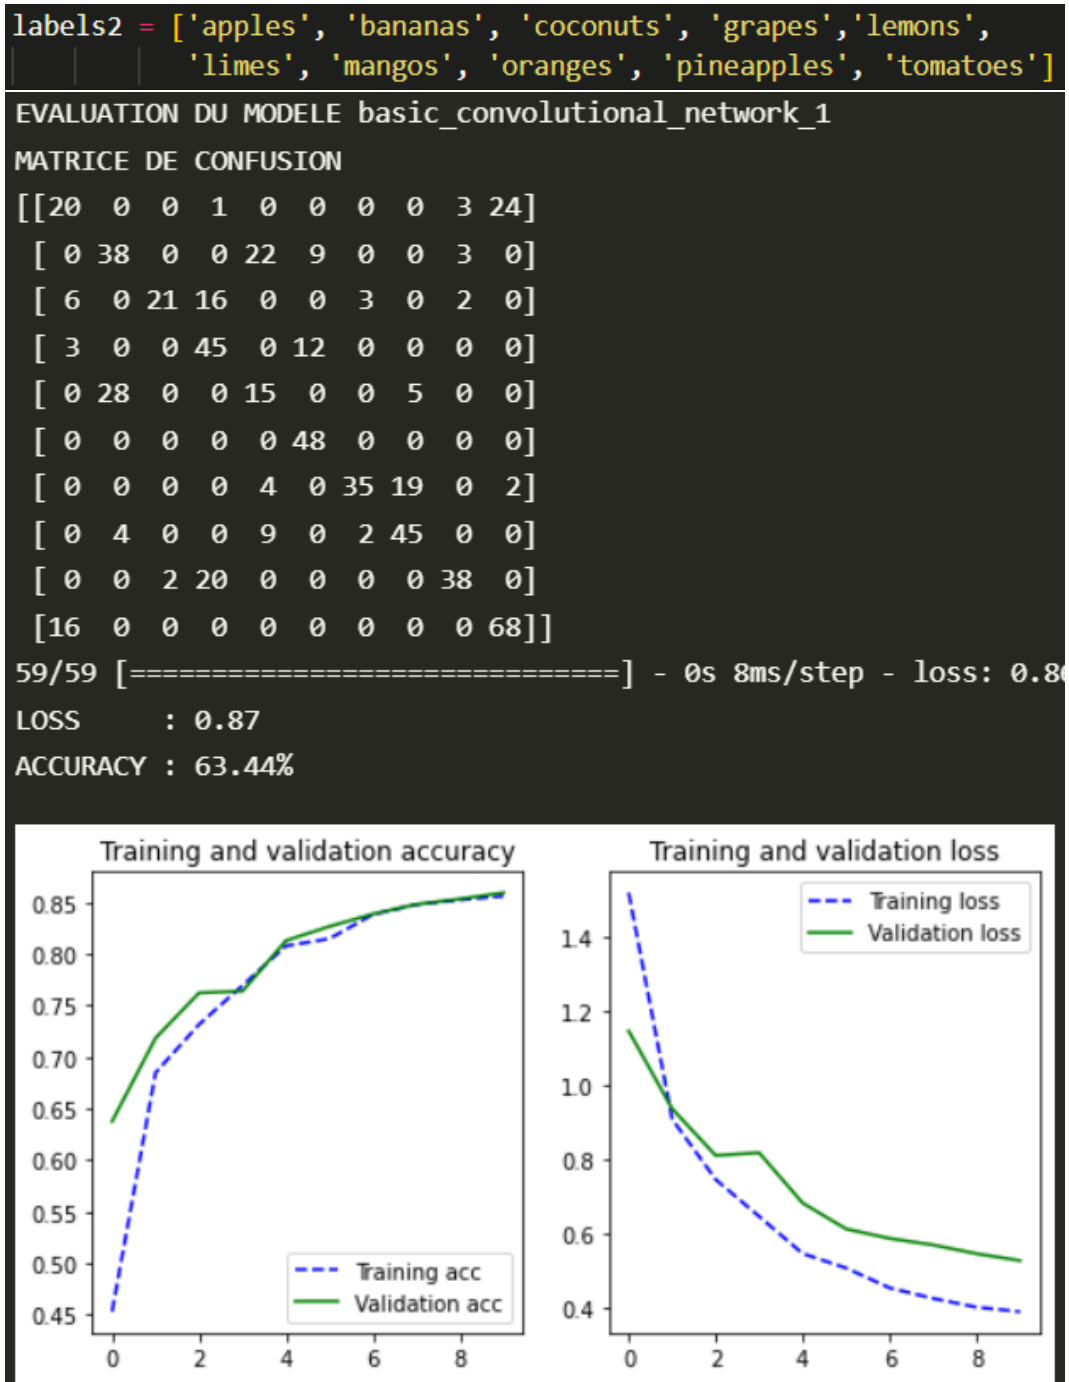 labels2 = ['apples', 'bananas', 'coconuts', 'grapes','lemons',
'limes', 'mangos', 'oranges', 'pineapples', 'tomatoes']
EVALUATION DU MODELE basic_convolutional_network_1
MATRICE DE CONFUSION
[[20 0 0 1 0 0 0 0 3 24]
[ 0 38 0 0 22 9 0 0 3 0]
[ 6 0 21 16 0 0 3 0 2 0]
[ 3 0 0 45 0 12 0 0 0 0]
[ 0 28 0 0 15 0 0 5 0 0]
[ 0 0 0 0 0 48 0 0 0 0]
[ 0 0 0 0 4 0 35 19 0 2]
[ 0 4 0 0 9 0 2 45 0 0]
[ 0 0 2 20 0 0 0 0 38 0]
[16 0 0 0 0 0 0 0 0 68]]
59/59 [==============================] - 0s 8ms/step - loss: 0.86
LOSS : 0.87
ACCURACY : 63.44%
Training and validation accuracy
0.85
0.80
0.75
0.70
0.65
0.60
0.55
0.50
0.45
Training acc
Validation acc
0 2 4 6 8
Training and validation loss
Training loss
Validation loss
1.4
1.2
1.0
0.8
0.6
0.4
0 2 4 6 8